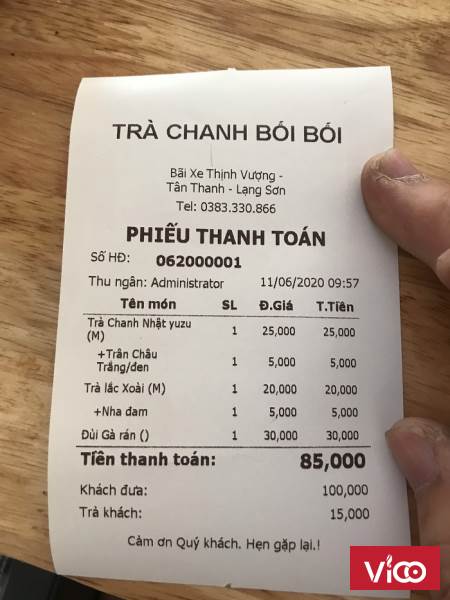 TRÀ CHANH BỐI BỐI
Bãi Xe Thịnh Vượng -
Tân Thanh - Lạng Sơn
Tel: 0383.330.866
PHIẾU THANH TOÁN
Số HĐ: 062000001
Thu ngân: Administrator 11/06/2020 09:57
Tên món SL Đ.Giá T.Tiền
Trà Chanh Nhật yuzu (M) 1 25,000 25,000
+Trân Châu Trắng/đen 1 5,000 5,000
Trà lắc Xoài (M) 1 20,000 20,000
+Nha đam 1 5,000 5,000
Đùi Gà rán () 1 30,000 30,000
Tiền thanh toán: 85,000
Khách đưa: 100,000
Trả khách: 15,000
Cảm ơn Quý khách. Hẹn gặp lại.!
VICO